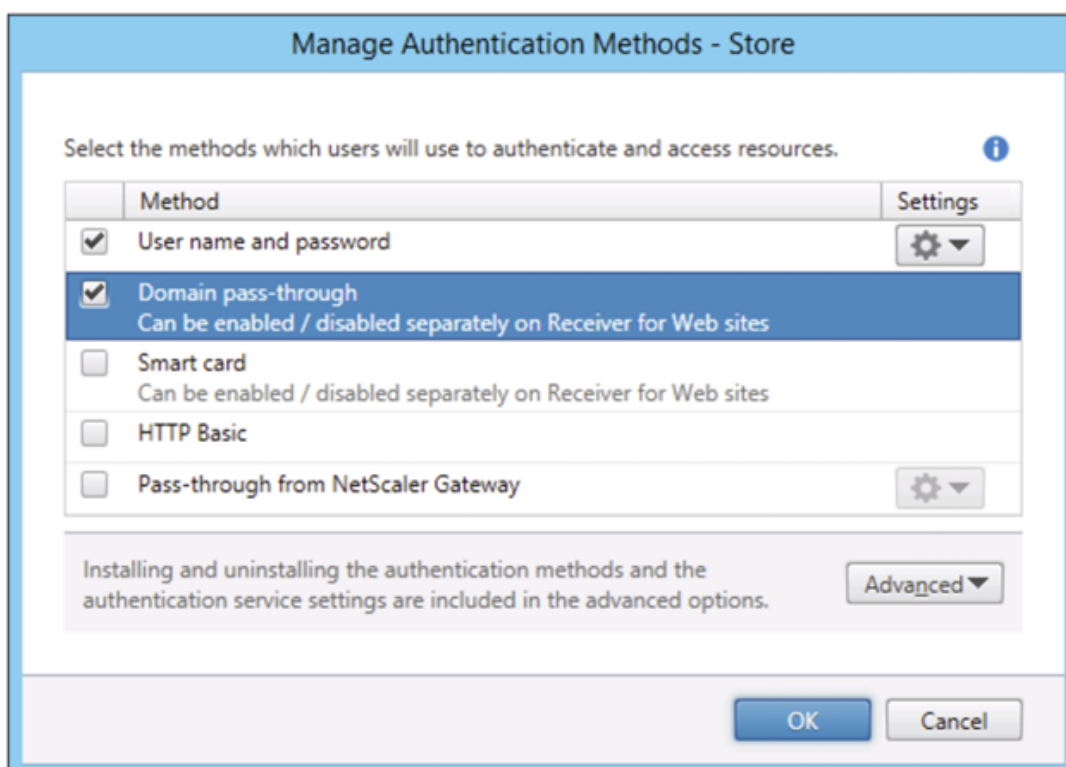 Manage Authentication Methods - Store
Select the methods which users will use to authenticate and access resources.
Method Settings
User name and password
Domain pass-through
Can be enabled / disabled separately on Receiver for Web sites
Smart card
Can be enabled / disabled separately on Receiver for Web sites
HTTP Basic
Pass-through from NetScaler Gateway
Installing and uninstalling the authentication methods and the
authentication service settings are included in the advanced options.
Advanced
OK Cancel